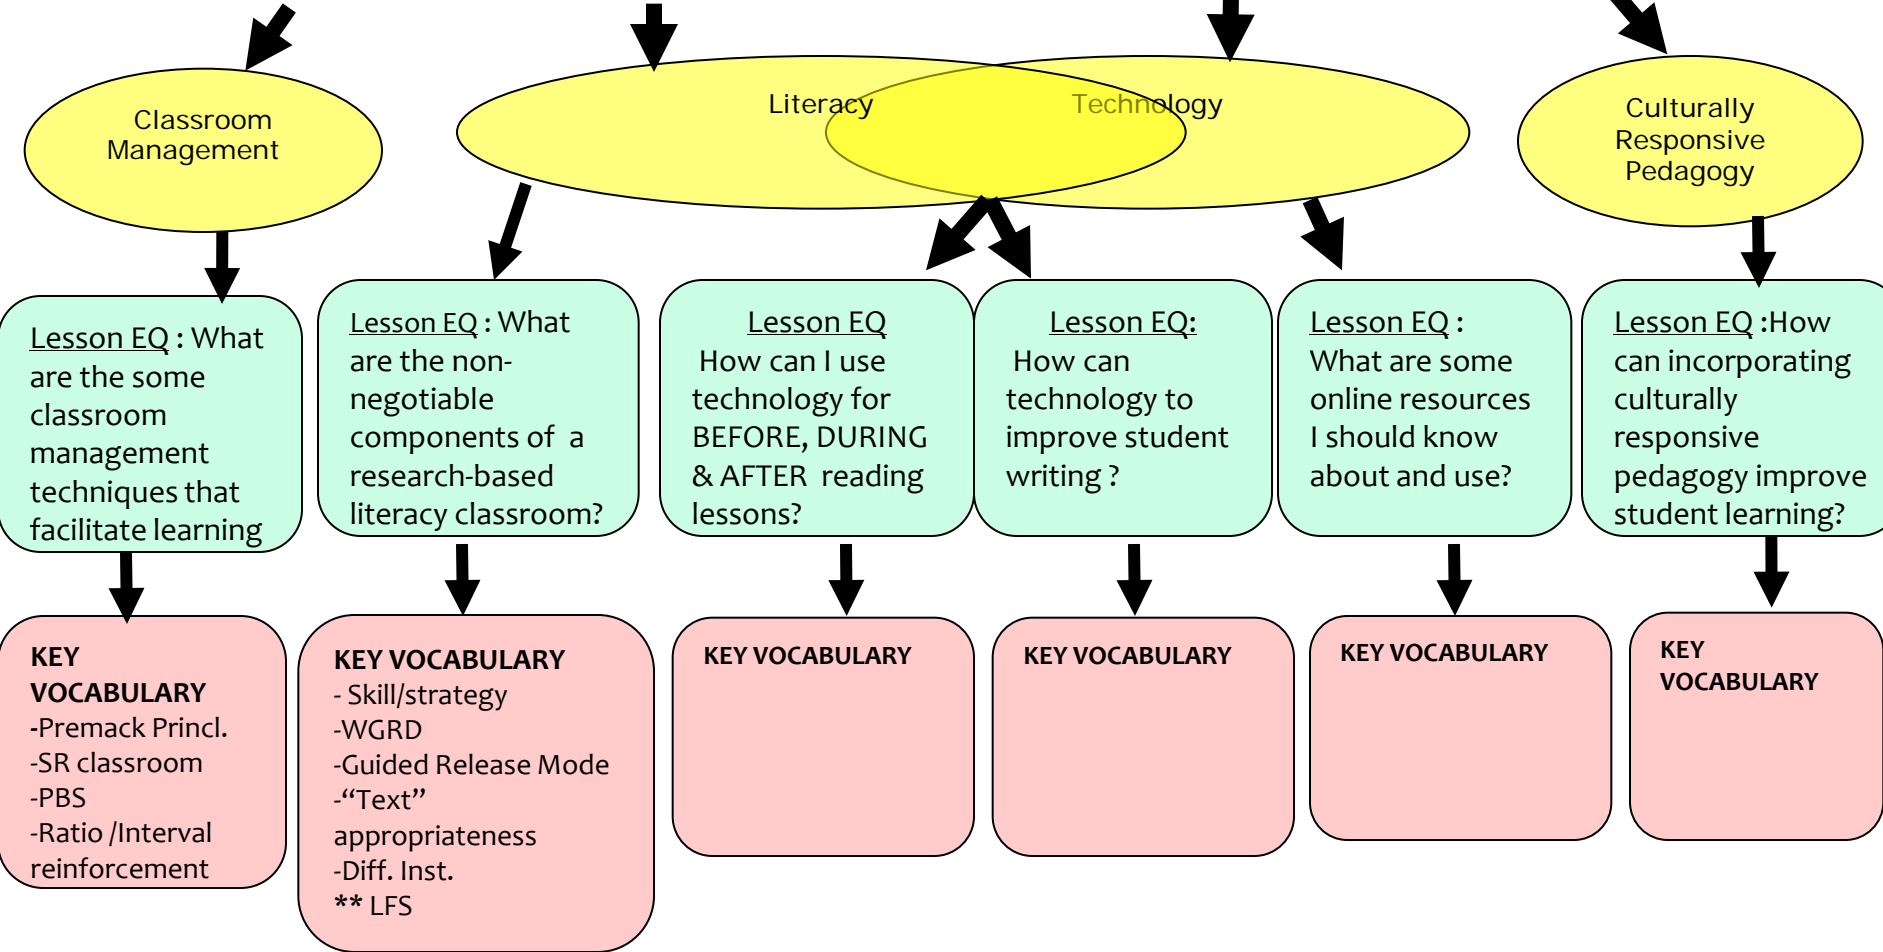 Classroom
Management
Literacy
Technology
Culturally
Responsive
Pedagogy
Lesson EQ : What
are the some
classroom
management
techniques that
facilitate learning
Lesson EQ : What
are the non-
negotiable
components of a
research-based
literacy classroom?
Lesson EQ
How can I use
technology for
BEFORE, DURING
& AFTER reading
lessons?
Lesson EQ:
How can
technology to
improve student
writing ?
Lesson EQ :
What are some
online resources
I should know
about and use?
Lesson EQ :How
can incorporating
culturally
responsive
pedagogy improve
student learning?
KEY
VOCABULARY
-Premack Princl.
-SR classroom
-PBS
-Ratio /Interval
reinforcement
KEY VOCABULARY
- Skill/strategy
-WGRD
-Guided Release Mode
-“Text”
appropriateness
-Diff. Inst.
** LFS
KEY VOCABULARY
KEY VOCABULARY
KEY VOCABULARY
KEY
VOCABULARY